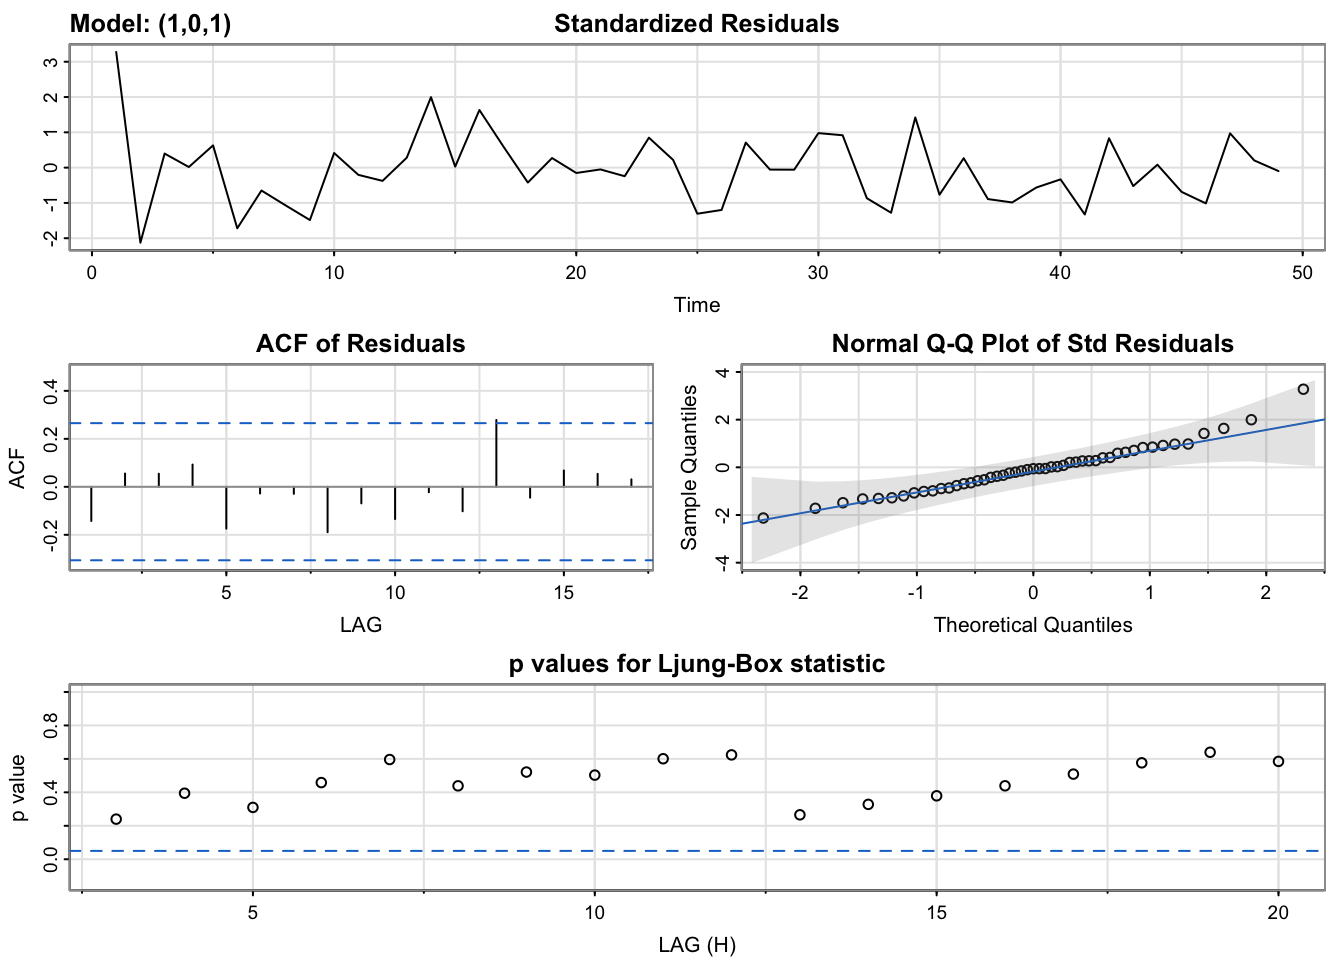 Model: (1,0,1) Standardized Residuals
3
2
1
0
-1
-2
0 10 20 30 40 50
Time
ACF of Residuals
ACF
0.4
0.2
0.0
-0.2
5 10 15
LAG
Normal Q-Q Plot of Std Residuals
Sample Quantiles
4
2
0
-2
-4
-2 -1 0 1 2
Theoretical Quantiles
p values for Ljung-Box statistic
p value
0.8
0.4
0.0
5 10 15 20
LAG (H)